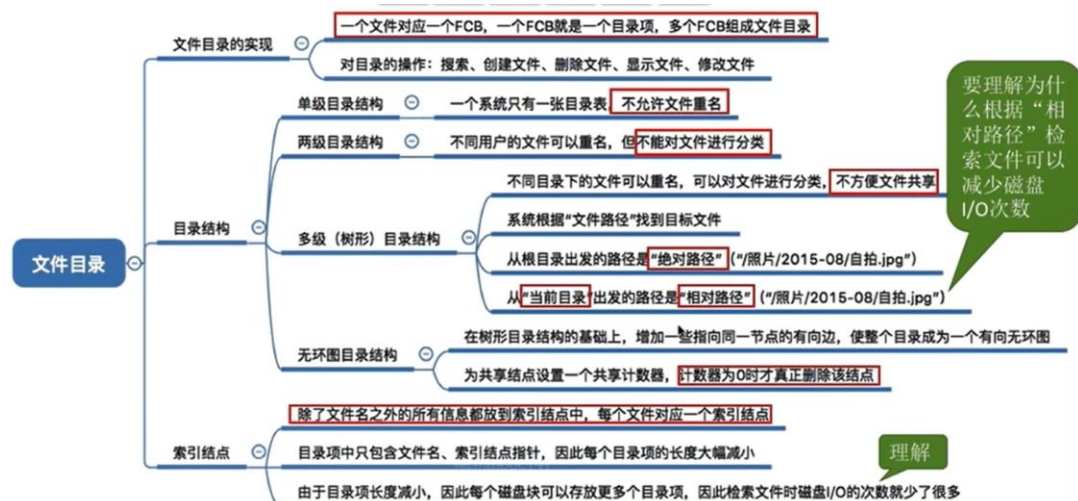 文件目录
文件目录的实现
一个文件对应一个FCB，一个FCB就是一个目录项，多个FCB组成文件目录
对目录的操作：搜索、创建文件、删除文件、显示文件、修改文件
目录结构
单级目录结构
一个系统只有一张目录表，不允许文件重名
两级目录结构
不同用户的文件可以重名，但不能对文件进行分类
多级（树形）目录结构
不同目录下的文件可以重名，可以对文件进行分类，不方便文件共享
系统根据“文件路径”找到目标文件
从根目录出发的路径是“绝对路径”（“/照片/2015-08/自拍.jpg”）
从“当前目录”出发的路径是“相对路径”（“/照片/2015-08/自拍.jpg”）
要理解为什
么根据“相
对路径”检
索文件可以
减少磁盘
I/O次数
无环图目录结构
在树形目录结构的基础上，增加一些指向同一节点的有向边，使整个目录成为一个有向无环图
为共享结点设置一个共享计数器，计数器为0时才真正删除该结点
索引结点
除了文件名之外的所有信息都放到索引结点中，每个文件对应一个索引结点
目录项中只包含文件名、索引结点指针，因此每个目录项的长度大幅减小
由于目录项长度减小，因此每个磁盘块可以存放更多个目录项，因此检索文件时磁盘I/O的次数就少了很多
理解